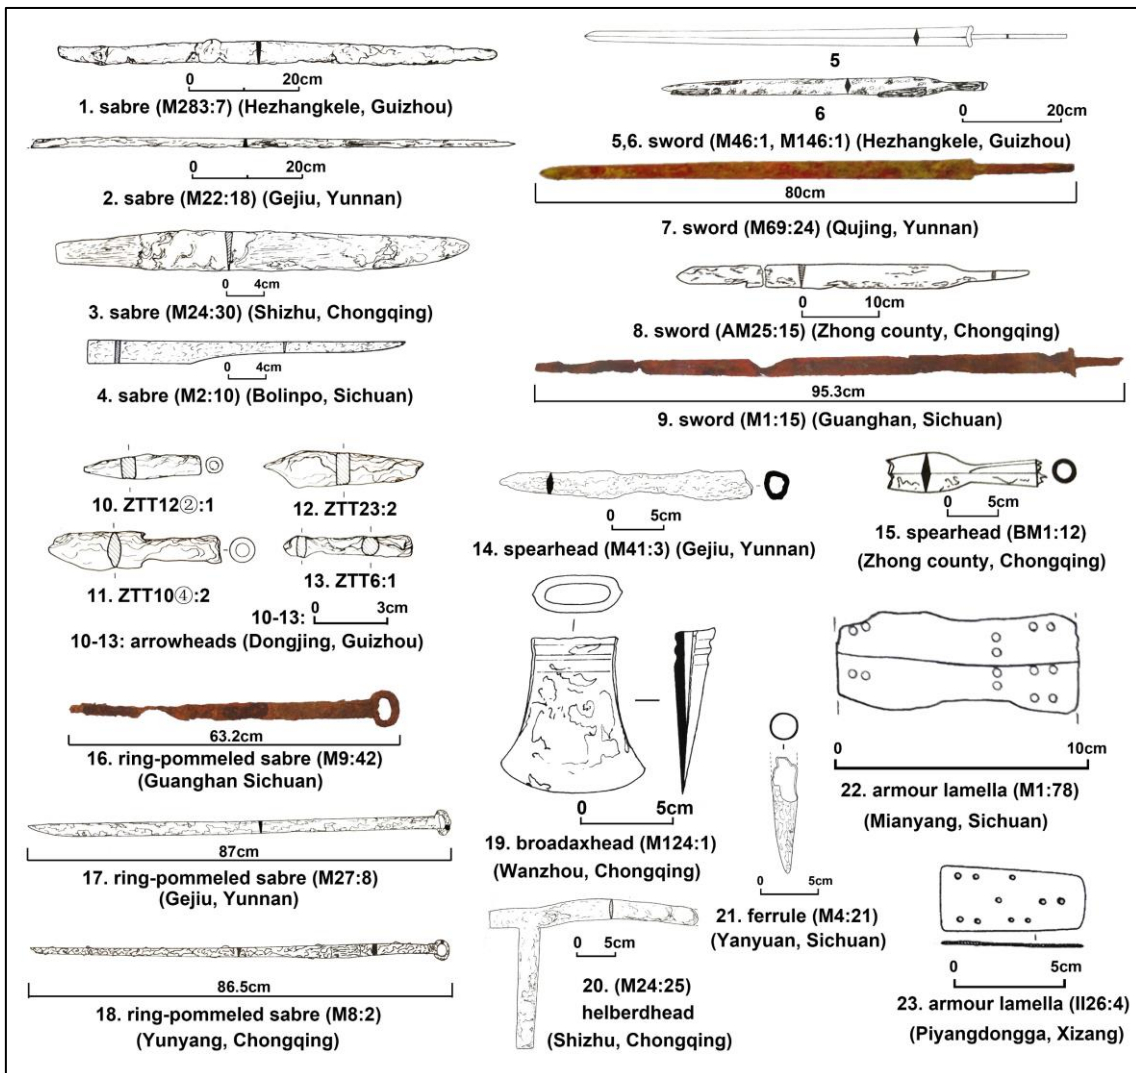 0 20cm
1. sabre (M283:7) (Hezhangkele, Guizhou)
0 20cm
2. sabre (M22:18) (Gejiu, Yunnan)
0 4cm
3. sabre (M24:30) (Shizhu, Chongqing)
0 4cm
4. sabre (M2:10) (Bolinpo, Sichuan)
5
6
0 20cm
5,6. sword (M46:1, M146:1) (Hezhangkele, Guizhou)
80cm
7. sword (M69:24) (Qujing, Yunnan)
0 10cm
8. sword (AM25:15) (Zhong county, Chongqing)
95.3cm
9. sword (M1:15) (Guanghan, Sichuan)
10. ZTT12②:1
12. ZTT23:2
11. ZTT10④:2
13. ZTT6:1
10-13: 0 3cm
10-13: arrowheads (Dongjing, Guizhou)
0 5cm
14. spearhead (M41:3) (Gejiu, Yunnan)
0 5cm
15. spearhead (BM1:12)
(Zhong county, Chongqing)
63.2cm
16. ring-pommeled sabre (M9:42)
(Guanghan Sichuan)
87cm
17. ring-pommeled sabre (M27:8)
(Gejiu, Yunnan)
86.5cm
18. ring-pommeled sabre (M8:2)
(Yunyang, Chongqing)
0 5cm
19. broadaxhead (M124:1)
(Wanzhou, Chongqing)
0 5cm
20. (M24:25)
helberdhead
(Shizhu, Chongqing)
0 5cm
21. ferrule (M4:21)
(Yanyuan, Sichuan)
0 10cm
22. armour lamella (M1:78)
(Mianyang, Sichuan)
0 5cm
23. armour lamella (II26:4)
(Piyangdongga, Xizang)